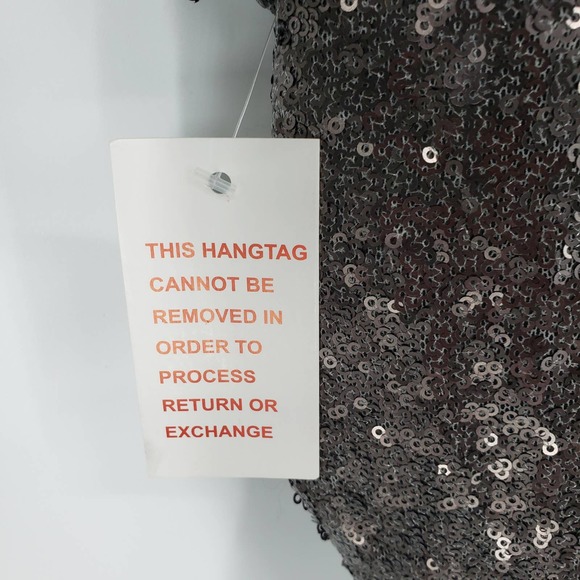 THIS HANGTAG
CANNOT BE
REMOVED IN
ORDER TO
PROCESS
RETURN OR
EXCHANGE